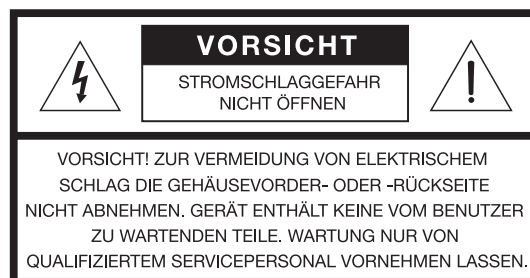 VORSICHT
STROMSCHLAGGEFAHR
NICHT ÖFFNEN
VORSICHT! ZUR VERMEIDUNG VON ELEKTRISCHEM
SCHLAG DIE GEHÄUSEVORDER- ODER -RÜCKSEITE
NICHT ABNEHMEN. GERÄT ENTHÄLT KEINE VOM BENUTZER
ZU WARTENDEN TEILE. WARTUNG NUR VON
QUALIFIZIERTEM SERVICEPERSONAL VORNEHMEN LASSEN.